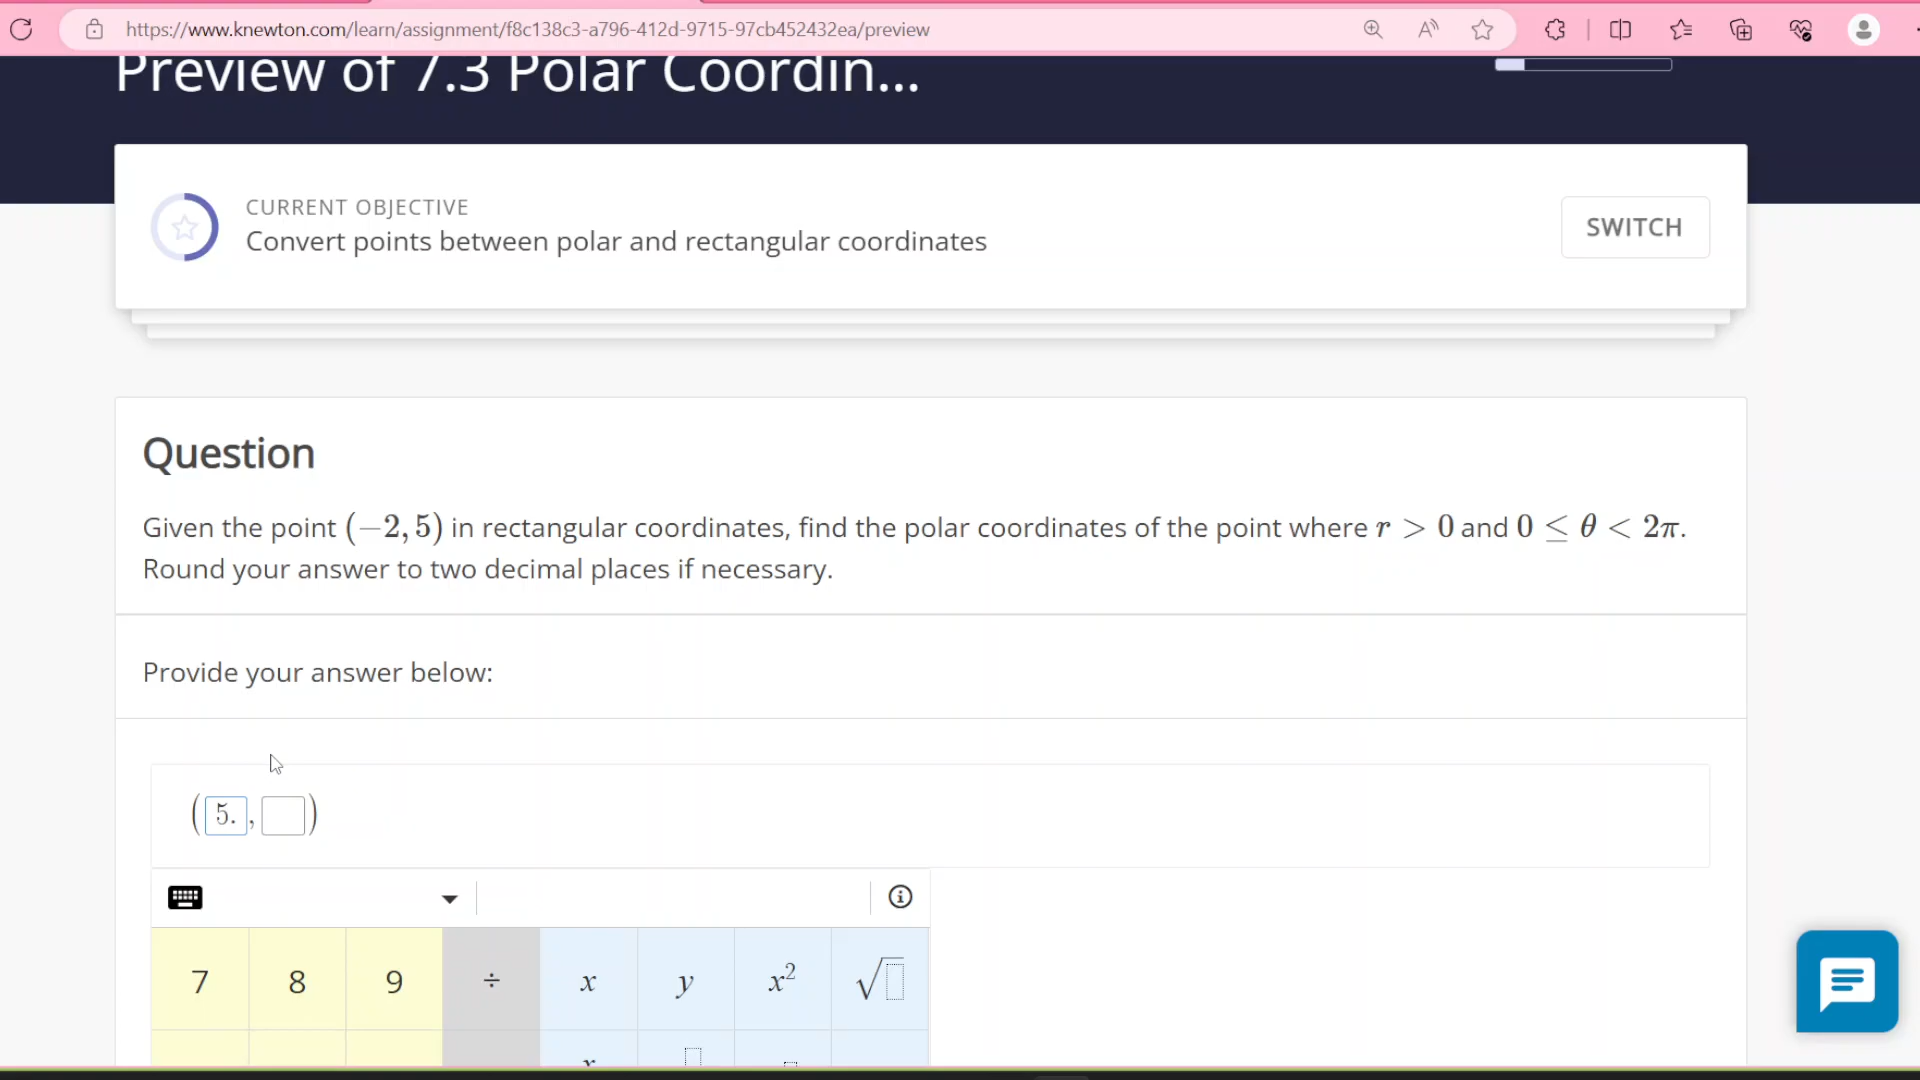 https://www.knewton.com/learn/assignment/f8c138c3-a796-412d-9715-97cb452432ea/preview
Preview of 7.3 Polar Coordin...
CURRENT OBJECTIVE
Convert points between polar and rectangular coordinates
SWITCH
Question
Given the point (−2, 5) in rectangular coordinates, find the polar coordinates of the point where r > 0 and 0 ≤ θ < 2π.
Round your answer to two decimal places if necessary.
Provide your answer below:
(5. , )
7 8 9 ÷ x y x² √